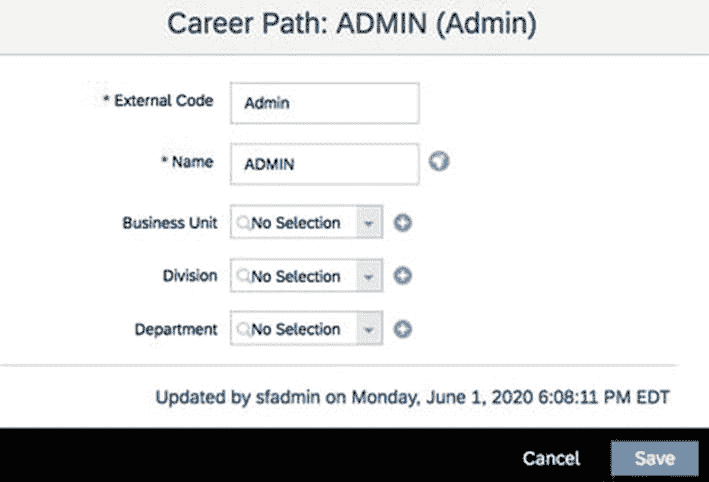 Career Path: ADMIN (Admin)
* External Code Admin
* Name ADMIN
Business Unit No Selection
Division No Selection
Department No Selection
Updated by sfadmin on Monday, June 1, 2020 6:08:11 PM EDT
Cancel Save